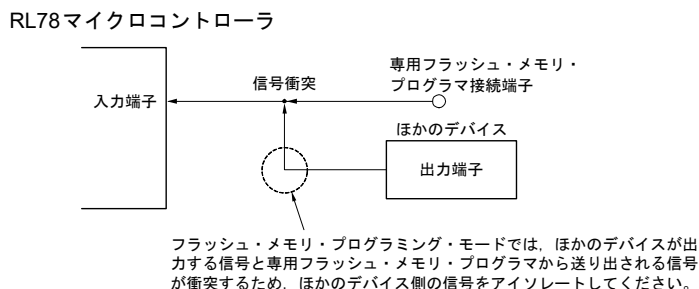 RL78マイクロコントローラ
専用フラッシュ・メモリ・
プログラマ接続端子
信号衝突
入力端子
ほかのデバイス
出力端子
フラッシュ・メモリ・プログラミング・モードでは，ほかのデバイスが出
力する信号と専用フラッシュ・メモリ・プログラマから送り出される信号
が衝突するため，ほかのデバイス側の信号をアイソレートしてください。